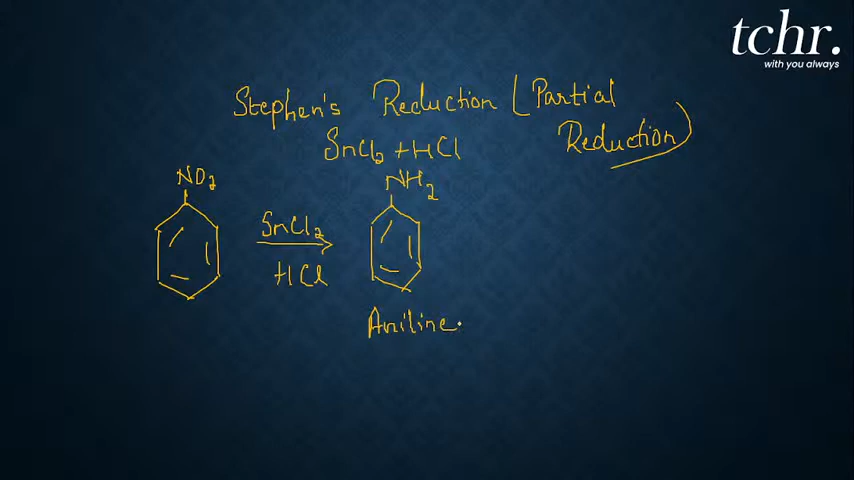 tchr.
with you always
Stephen's Reduction (Partial
Reduction)
SnCl2 + HCl
NO2
NH2
SnCl2
HCl
Aniline.